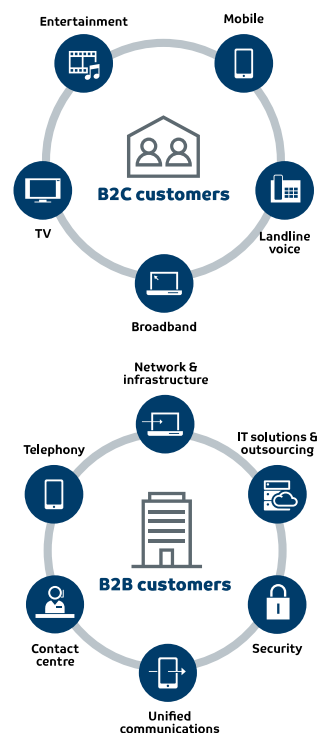 Entertainment
Mobile
B2C customers
TV
Landline
voice
Broadband
Network &
infrastructure
Telephony
IT solutions &
outsourcing
B2B customers
Contact
centre
Security
Unified
communications